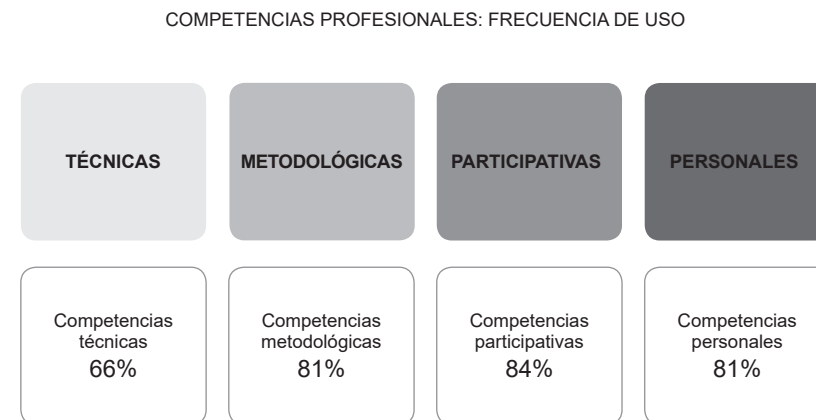 COMPETENCIAS PROFESIONALES: FRECUENCIA DE USO
TÉCNICAS
METODOLÓGICAS
PARTICIPATIVAS
PERSONALES
Competencias
técnicas
66%
Competencias
metodológicas
81%
Competencias
participativas
84%
Competencias
personales
81%